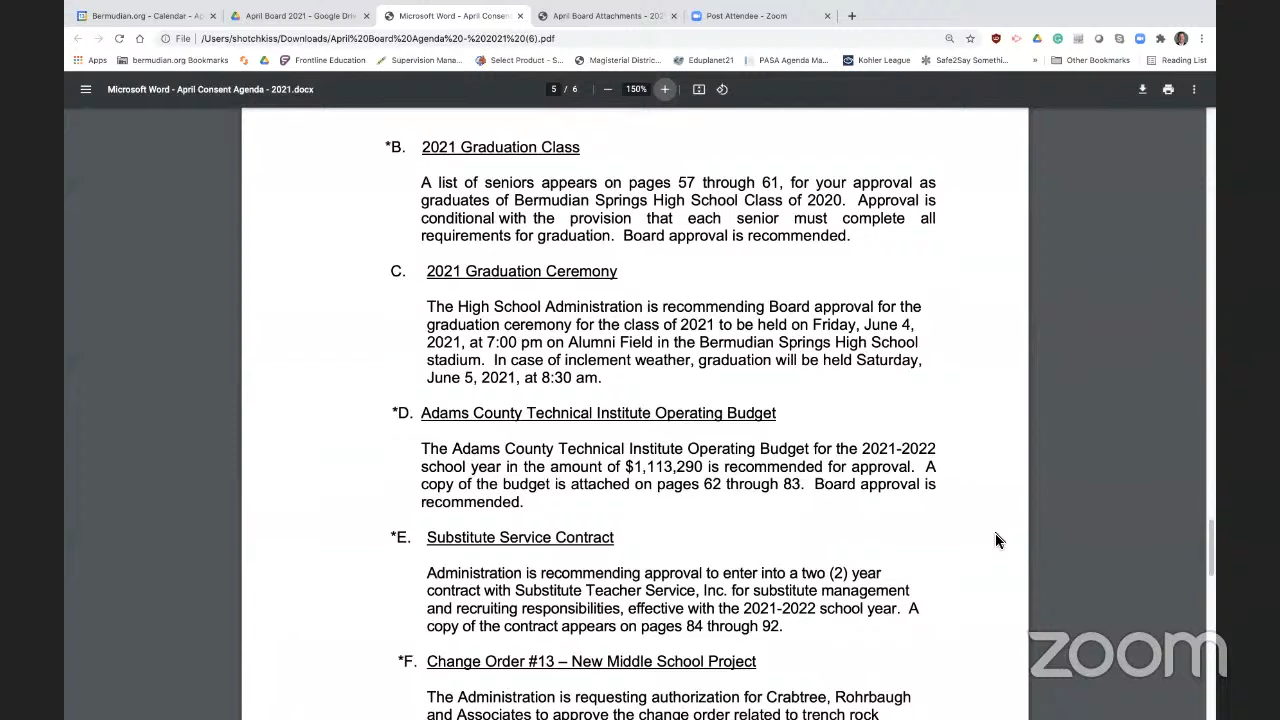 Bermudian.org - Calendar - Ap
April Board 2021 - Google Driv
Microsoft Word - April Consent
April Board Attachments - 202
Post Attendee - Zoom
File | /Users/shotchkiss/Downloads/April%20Board%20Agenda%20-%202021%20(6).pdf
Apps bermudian.org Bookmarks Frontline Education Supervision Mana... Select Product - S... Magisterial Distric... Eduplanet21 PASA Agenda Ma... Kohler League Safe2Say Somethi... » Other Bookmarks Reading List
Microsoft Word - April Consent Agenda - 2021.docx 5 / 6 — 150% +
*B. 2021 Graduation Class
A list of seniors appears on pages 57 through 61, for your approval as
graduates of Bermudian Springs High School Class of 2020. Approval is
conditional with the provision that each senior must complete all
requirements for graduation. Board approval is recommended.
C. 2021 Graduation Ceremony
The High School Administration is recommending Board approval for the
graduation ceremony for the class of 2021 to be held on Friday, June 4,
2021, at 7:00 pm on Alumni Field in the Bermudian Springs High School
stadium. In case of inclement weather, graduation will be held Saturday,
June 5, 2021, at 8:30 am.
*D. Adams County Technical Institute Operating Budget
The Adams County Technical Institute Operating Budget for the 2021-2022
school year in the amount of $1,113,290 is recommended for approval. A
copy of the budget is attached on pages 62 through 83. Board approval is
recommended.
*E. Substitute Service Contract
Administration is recommending approval to enter into a two (2) year
contract with Substitute Teacher Service, Inc. for substitute management
and recruiting responsibilities, effective with the 2021-2022 school year. A
copy of the contract appears on pages 84 through 92.
zoom
*F. Change Order #13 – New Middle School Project
The Administration is requesting authorization for Crabtree, Rohrbaugh
and Associates to approve the change order related to trench rock